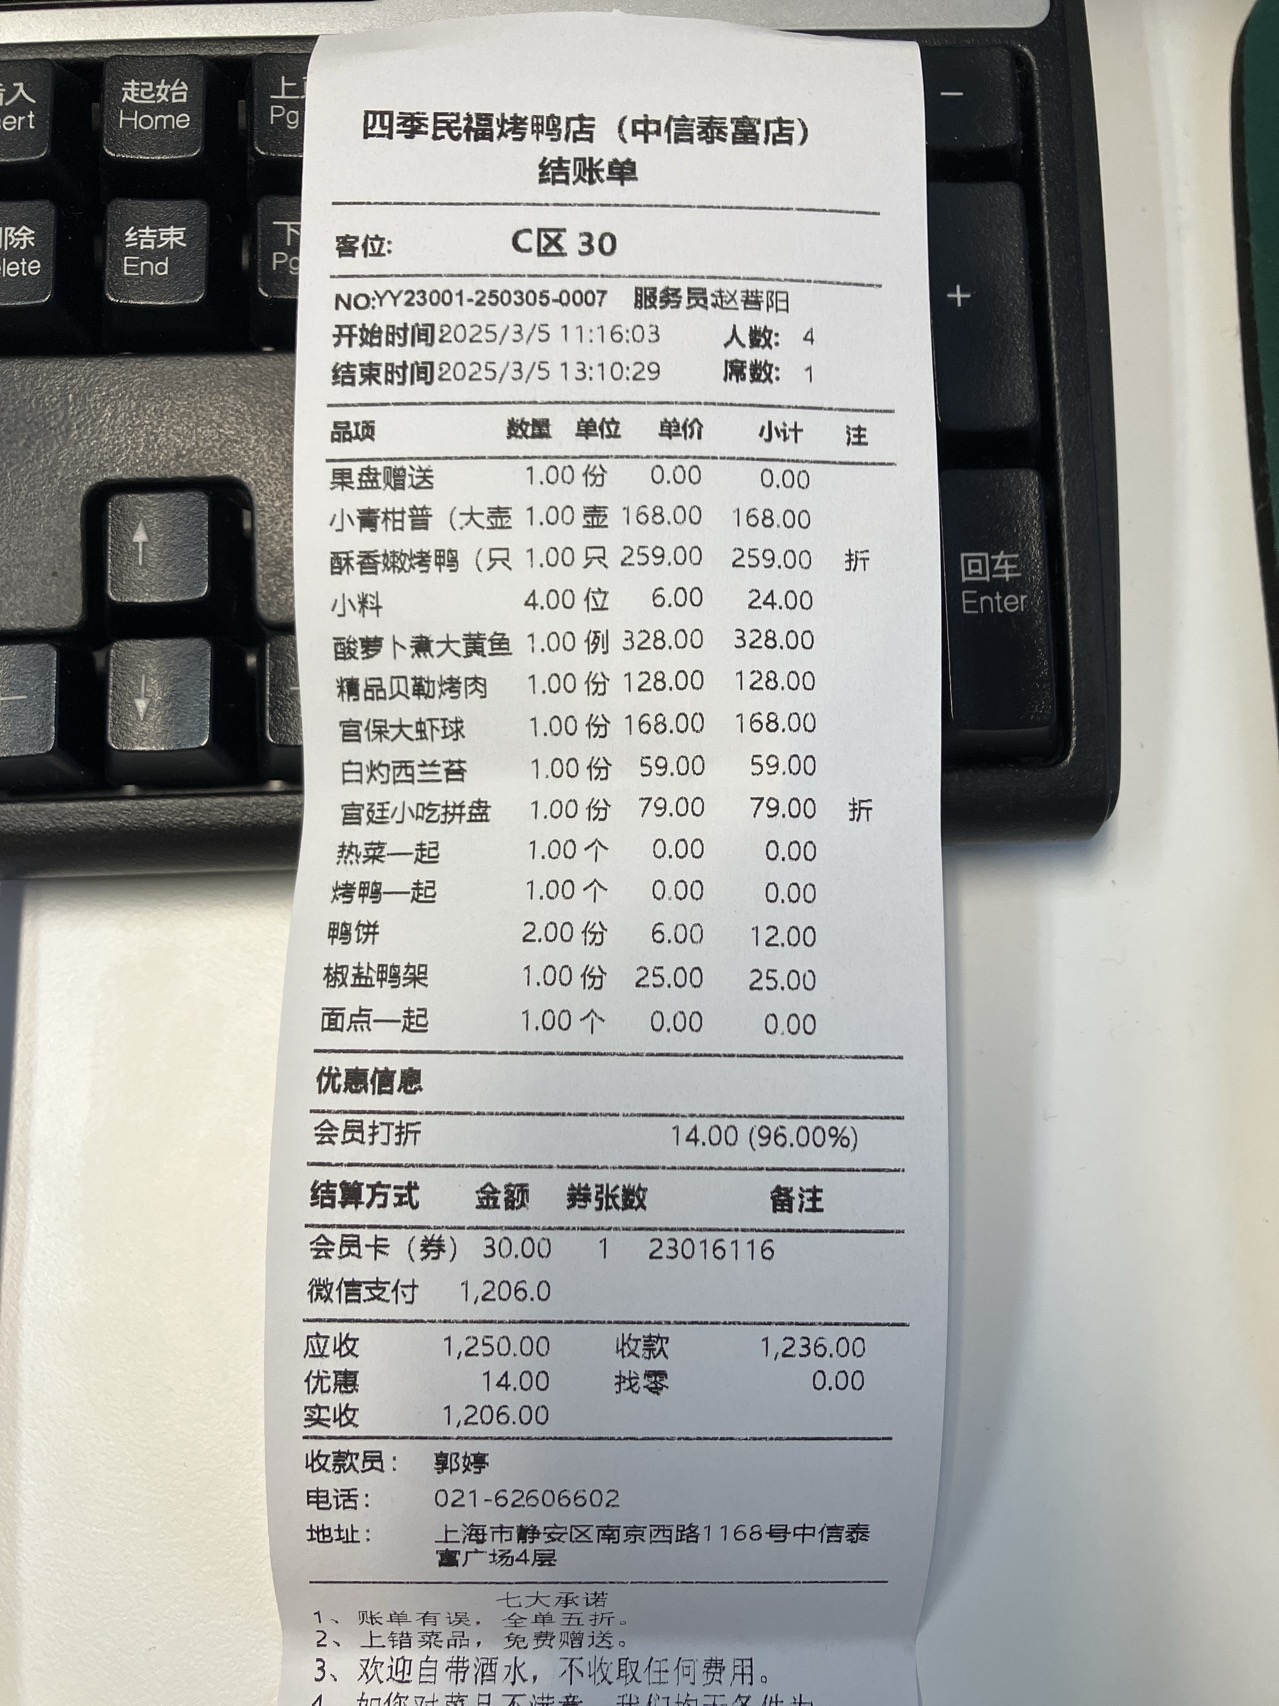 起始
Home
结束
End
四季民福烤鸭店（中信泰富店）
结账单
客位: C区 30
NO:YY23001-250305-0007 服务员:赵普阳
开始时间2025/3/5 11:16:03 人数: 4
结束时间2025/3/5 13:10:29 席数: 1
品项 数量 单位 单价 小计 注
果盘赠送 1.00 份 0.00 0.00
小青柑普（大壶 1.00 壶 168.00 168.00
酥香嫩烤鸭（只 1.00 只 259.00 259.00 折
小料 4.00 位 6.00 24.00
酸萝卜煮大黄鱼 1.00 例 328.00 328.00
精品贝勒烤肉 1.00 份 128.00 128.00
宫保大虾球 1.00 份 168.00 168.00
白灼西兰苔 1.00 份 59.00 59.00
宫廷小吃拼盘 1.00 份 79.00 79.00 折
热菜一起 1.00 个 0.00 0.00
烤鸭一起 1.00 个 0.00 0.00
鸭饼 2.00 份 6.00 12.00
椒盐鸭架 1.00 份 25.00 25.00
面点一起 1.00 个 0.00 0.00
优惠信息
会员打折 14.00 (96.00%)
结算方式 金额 券张数 备注
会员卡（券） 30.00 1 23016116
微信支付 1,206.0
应收 1,250.00 收款 1,236.00
优惠 14.00 找零 0.00
实收 1,206.00
收款员: 郭婷
电话: 021-62606602
地址: 上海市静安区南京西路1168号中信泰
富广场4层
七大承诺
1、账单有误，全单五折。
2、上错菜品，免费赠送。
3、欢迎自带酒水，不收取任何费用。
回车
Enter